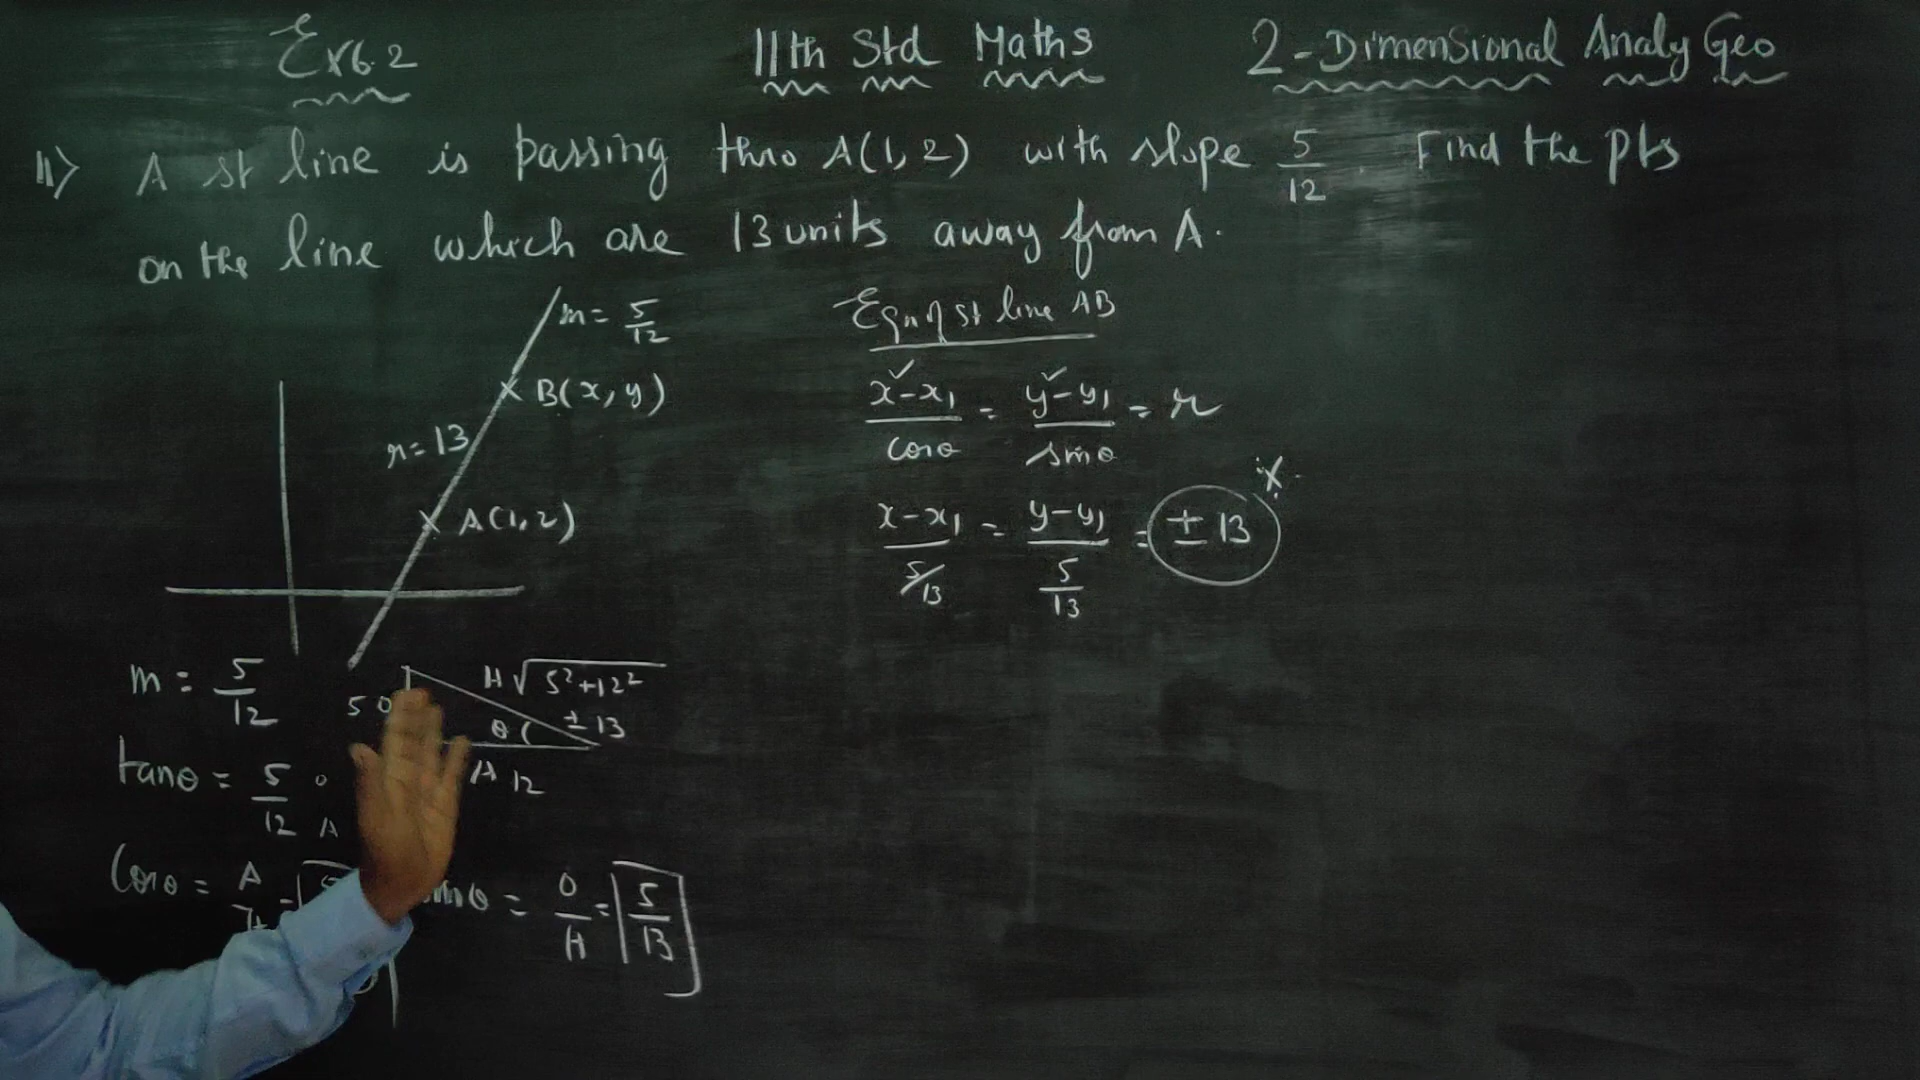 Ex 6.2
11th Std Maths
2-Dimensional Analy Geo
11) A st line is passing thro A(1,2) with slope 5/12. Find the pts
on the line which are 13 units away from A.
m = 5/12
B(x, y)
r = 13
A(1,2)
m = 5/12
5 O
H √5²+12²
θ ± 13
A 12
tanθ = 5/12 O A
Cosθ = A/H =
θ = O/H = 5/13
Eqn of st line AB
x-x₁/cosθ = y-y₁/sinθ = r
x-x₁/5/13 = y-y₁/5/13 = ± 13